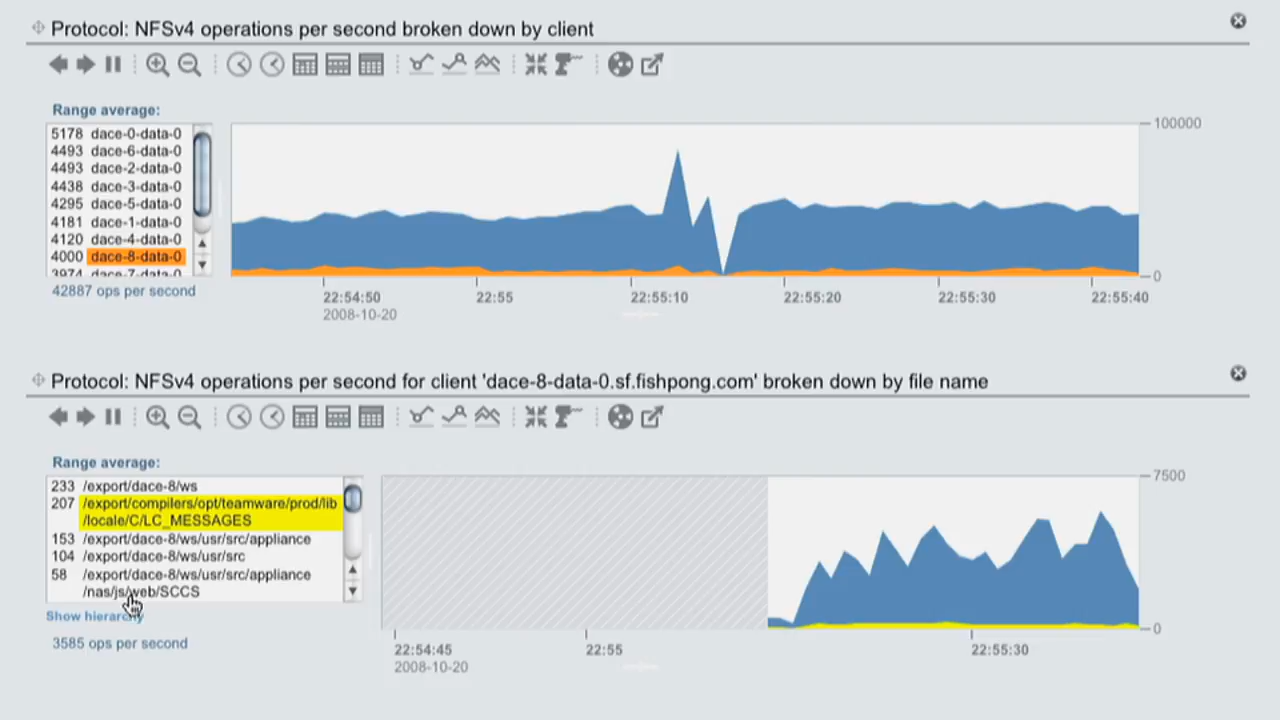 Protocol: NFSv4 operations per second broken down by client
Range average:
5178 dace-0-data-0
4493 dace-6-data-0
4493 dace-2-data-0
4438 dace-3-data-0
4295 dace-5-data-0
4181 dace-1-data-0
4120 dace-4-data-0
4000 dace-8-data-0
3974 dace-7-data-0
42887 ops per second
100000
0
22:54:50 22:55 22:55:10 22:55:20 22:55:30 22:55:40
2008-10-20
Protocol: NFSv4 operations per second for client 'dace-8-data-0.sf.fishpong.com' broken down by file name
Range average:
233 /export/dace-8/ws
207 /export/compilers/opt/teamware/prod/lib
/locale/C/LC_MESSAGES
153 /export/dace-8/ws/usr/src/appliance
104 /export/dace-8/ws/usr/src
58 /export/dace-8/ws/usr/src/appliance
/nas/js/web/SCCS
Show hierarchy
3585 ops per second
7500
0
22:54:45 22:55 22:55:30
2008-10-20